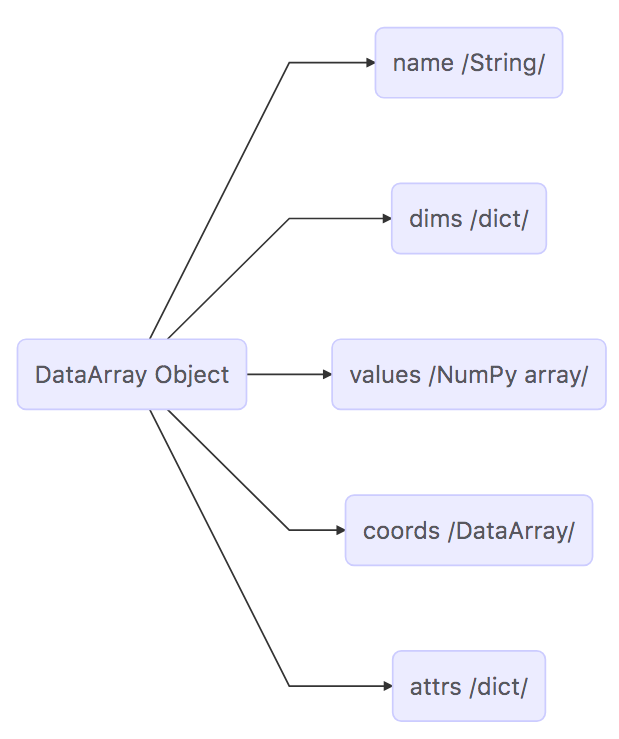 name /String/
dims /dict/
DataArray Object
values /NumPy array/
coords /DataArray/
attrs /dict/